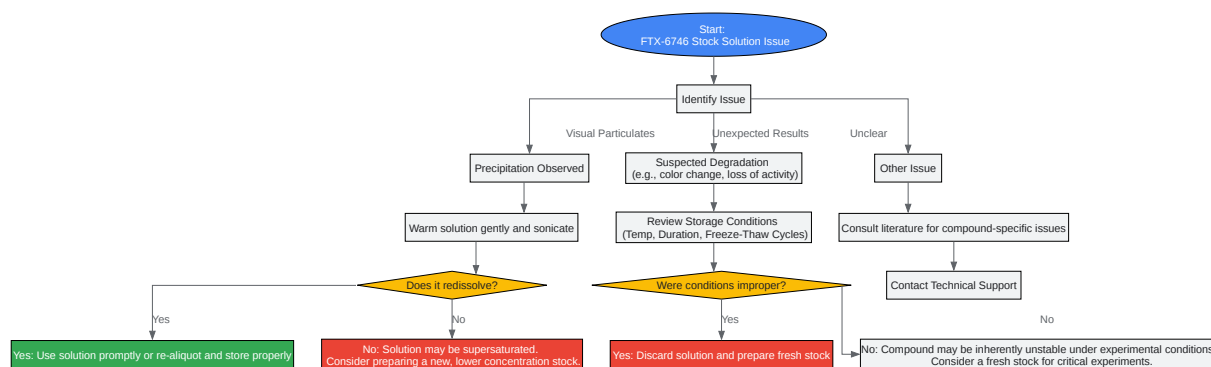 Start:
FTX-6746 Stock Solution Issue
Identify Issue
Visual Particulates
Unexpected Results
Unclear
Precipitation Observed
Suspected Degradation
(e.g., color change, loss of activity)
Other Issue
Warm solution gently and sonicate
Review Storage Conditions
(Temp, Duration, Freeze-Thaw Cycles)
Consult literature for compound-specific issues
Does it redissolve?
Were conditions improper?
Contact Technical Support
Yes
No
Yes
No
Yes: Use solution promptly or re-aliquot and store properly
No: Solution may be supersaturated.
Consider preparing a new, lower concentration stock.
Yes: Discard solution and prepare fresh stock
No: Compound may be inherently unstable under experimental conditions
Consider a fresh stock for critical experiments.